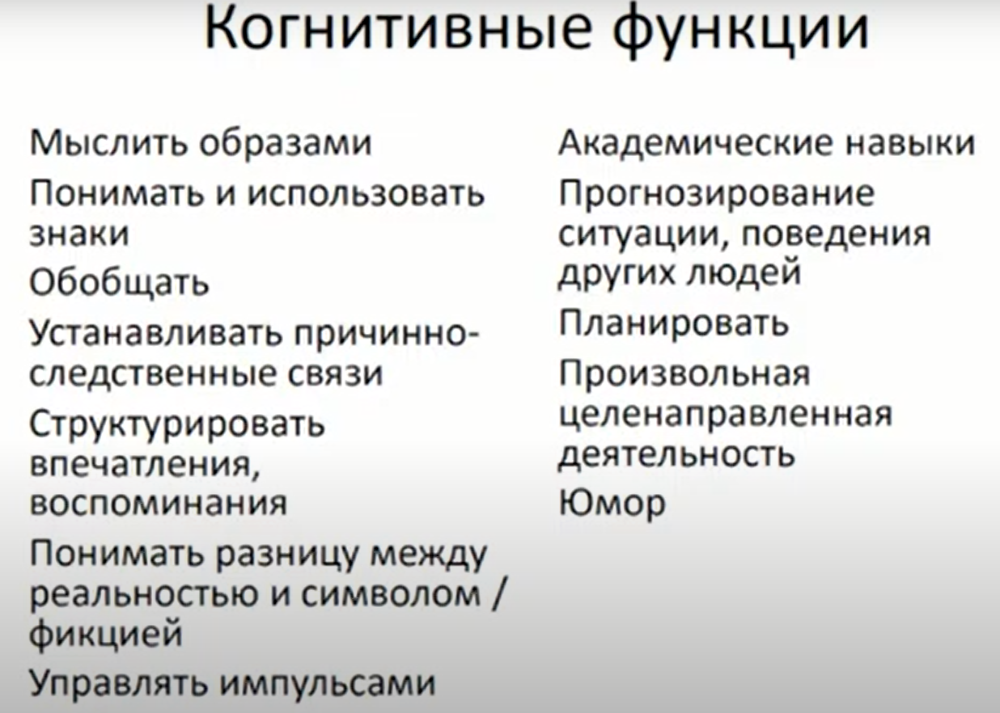 Когнитивные функции
Мыслить образами
Понимать и использовать
знаки
Обобщать
Устанавливать причинно-
следственные связи
Структурировать
впечатления,
воспоминания
Понимать разницу между
реальностью и символом /
фикцией
Управлять импульсами
Академические навыки
Прогнозирование
ситуации, поведения
других людей
Планировать
Произвольная
целенаправленная
деятельность
Юмор